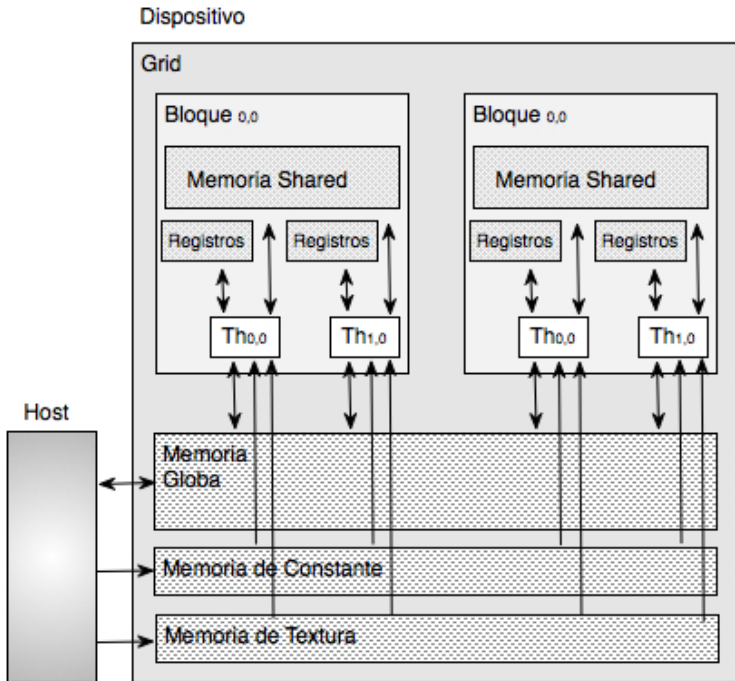 Dispositivo
Grid
Bloque 0,0
Bloque 0,0
Memoria Shared
Memoria Shared
Registros
Registros
Registros
Registros
Th0,0
Th1,0
Th0,0
Th1,0
Host
Memoria
Globa
Memoria de Constante
Memoria de Textura